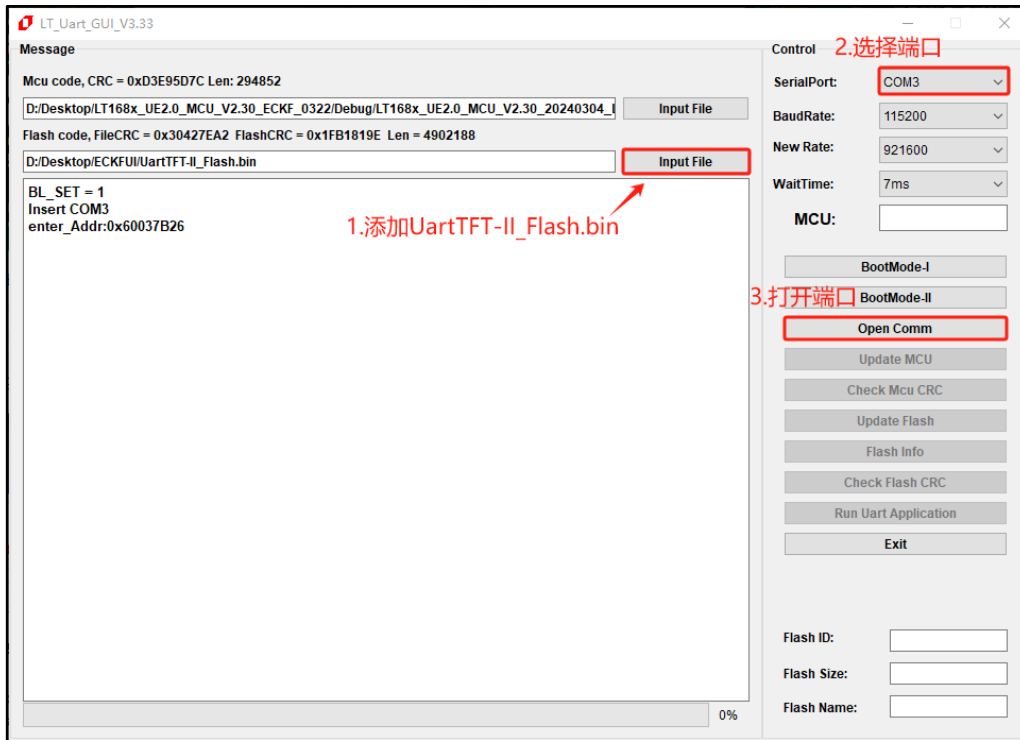 LT_Uart_GUI_V3.33
Message
Mcu code, CRC = 0xD3E95D7C Len: 294852
D:/Desktop/LT168x_UE2.0_MCU_V2.30_ECKF_0322/Debug/LT168x_UE2.0_MCU_V2.30_20240304_
Input File
Flash code, FileCRC = 0x30427EA2 FlashCRC = 0x1FB1819E Len = 4902188
D:/Desktop/ECKFUI/UartTFT-II_Flash.bin
Input File
BL_SET = 1
Insert COM3
enter_Addr:0x60037B26
1.添加UartTFT-II_Flash.bin
0%
Control
2.选择端口
SerialPort:
COM3
BaudRate:
115200
New Rate:
921600
WaitTime:
7ms
MCU:
BootMode-I
BootMode-II
3.打开端口
Open Comm
Update MCU
Check Mcu CRC
Update Flash
Flash Info
Check Flash CRC
Run Uart Application
Exit
Flash ID:
Flash Size:
Flash Name: